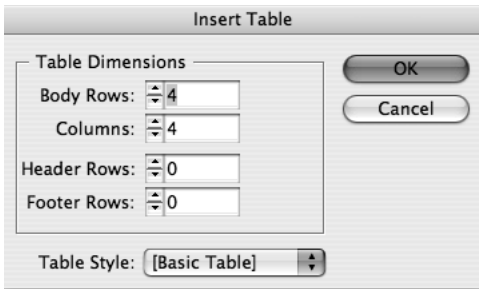 Insert Table
Table Dimensions
Body Rows: 4
Columns: 4
Header Rows: 0
Footer Rows: 0
Table Style: [Basic Table]
OK
Cancel